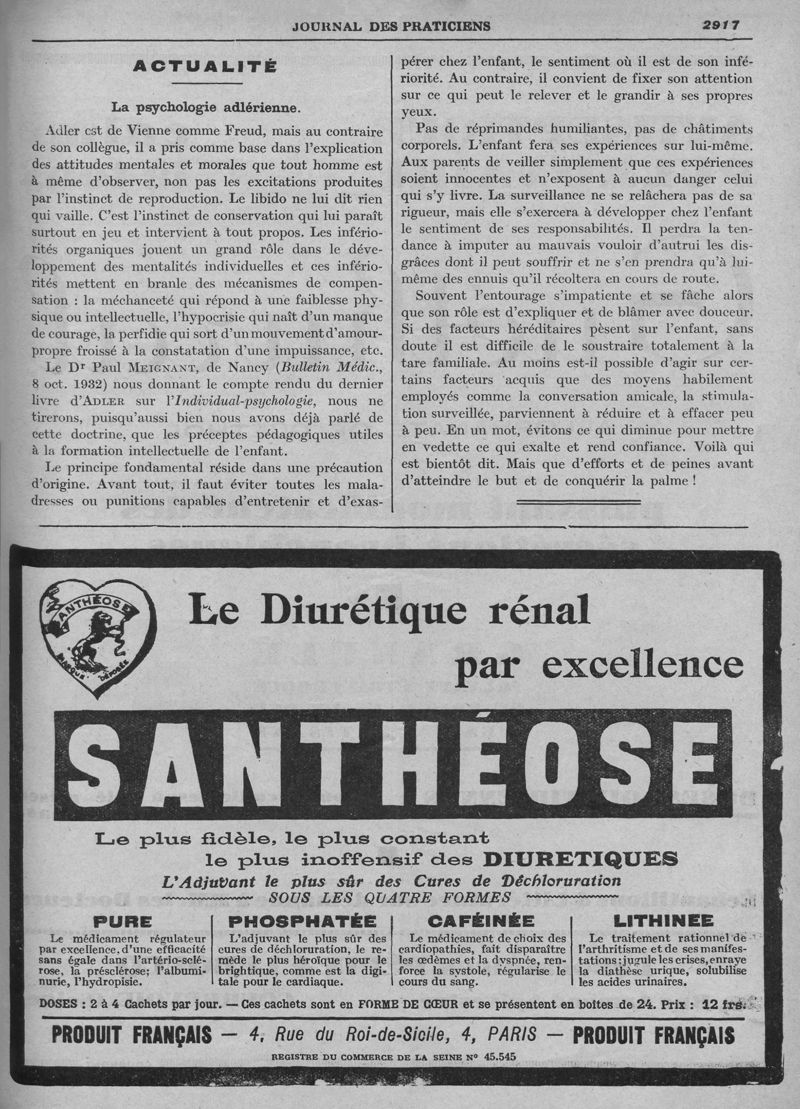 JOURNAL DES PRATICIENS
2917
ACTUALITÉ
La psychologie adlérienne.
Adler est de Vienne comme Freud, mais au contraire
de son collègue, il a pris comme base dans l'explication
des attitudes mentales et morales que tout homme est
à même d'observer, non pas les excitations produites
par l'instinct de reproduction. Le libido ne lui dit rien
qui vaille. C'est l'instinct de conservation qui lui paraît
surtout en jeu et intervient à tout propos. Les infério-
rités organiques jouent un grand rôle dans le déve-
loppement des mentalités individuelles et ces infério-
rités mettent en branle des mécanismes de compen-
sation : la méchanceté qui répond à une faiblesse phy-
sique ou intellectuelle, l'hypocrisie qui naît d'un manque
de courage, la perfidie qui sort d'un mouvement d'amour-
propre froissé à la constatation d'une impuissance, etc.
Le Dr Paul MEIGNANT, de Nancy (Bulletin Médic.,
8 oct. 1932) nous donnant le compte rendu du dernier
livre d'ADLER sur l'Individual-psychologie, nous ne
tirerons, puisqu'aussi bien nous avons déjà parlé de
cette doctrine, que les préceptes pédagogiques utiles
à la formation intellectuelle de l'enfant.
Le principe fondamental réside dans une précaution
d'origine. Avant tout, il faut éviter toutes les mala-
dresses ou punitions capables d'entretenir et d'exas-
pérer chez l'enfant, le sentiment où il est de son infé-
riorité. Au contraire, il convient de fixer son attention
sur ce qui peut le relever et le grandir à ses propres
yeux.
Pas de réprimandes humiliantes, pas de châtiments
corporels. L'enfant fera ses expériences sur lui-même.
Aux parents de veiller simplement que ces expériences
soient innocentes et n'exposent à aucun danger celui
qui s'y livre. La surveillance ne se relâchera pas de sa
rigueur, mais elle s'exercera à développer chez l'enfant
le sentiment de ses responsabilités. Il perdra la ten-
dance à imputer au mauvais vouloir d'autrui les dis-
grâces dont il peut souffrir et ne s'en prendra qu'à lui-
même des ennuis qu'il récoltera en cours de route.
Souvent l'entourage s'impatiente et se fâche alors
que son rôle est d'expliquer et de blâmer avec douceur.
Si des facteurs héréditaires pèsent sur l'enfant, sans
doute il est difficile de le soustraire totalement à la
tare familiale. Au moins est-il possible d'agir sur cer-
tains facteurs acquis que des moyens habilement
employés comme la conversation amicale, la stimula-
tion surveillée, parviennent à réduire et à effacer peu
à peu. En un mot, évitons ce qui diminue pour mettre
en vedette ce qui exalte et rend confiance. Voilà qui
est bientôt dit. Mais que d'efforts et de peines avant
d'atteindre le but et de conquérir la palme !
SANTHÉOSE
MARQUE DÉPOSÉE
Le Diurétique rénal
par excellence
SANTHÉOSE
Le plus fidèle, le plus constant
le plus inoffensif des DIURETIQUES
L'Adjuvant le plus sûr des Cures de Déchloruration
SOUS LES QUATRE FORMES
PURE
Le médicament régulateur
par excellence, d'une efficacité
sans égale dans l'artério-sclé-
rose, la présclérose; l'albumi-
nurie, l'hydropisie.
PHOSPHATÉE
L'adjuvant le plus sûr des
cures de déchloruration, le re-
mède le plus héroïque pour le
brightique, comme est la digi-
tale pour le cardiaque.
CAFÉINÉE
Le médicament de choix des
cardiopathies, fait disparaître
les œdèmes et la dyspnée, ren-
force la systole, régularise le
cours du sang.
LITHINEE
Le traitement rationnel de
l'arthritisme et de ses manifes-
tations : jugule les crises, enraye
la diathèse urique, solubilise
les acides urinaires.
DOSES : 2 à 4 Cachets par jour. — Ces cachets sont en FORME DE CŒUR et se présentent en boîtes de 24. Prix : 12 frs.
PRODUIT FRANÇAIS — 4, Rue du Roi-de-Sicile, 4, PARIS — PRODUIT FRANÇAIS
REGISTRE DU COMMERCE DE LA SEINE N° 45.545